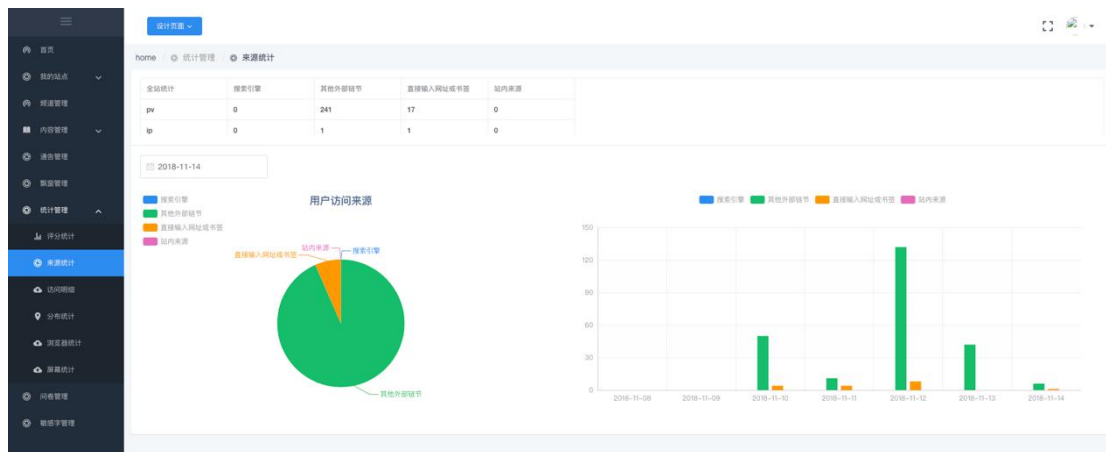 设计页面
首页
我的站点
频道管理
内容管理
通告管理
飘窗管理
统计管理
评分统计
来源统计
访问明细
分布统计
浏览器统计
屏幕统计
问卷管理
敏感字管理
home / 统计管理 / 来源统计
全站统计 搜索引擎 其他外部链节 直接输入网址或书签 站内来源
pv 0 241 17 0
ip 0 1 1 0
2018-11-14
搜索引擎
其他外部链节
直接输入网址或书签
站内来源
用户访问来源
站内来源
搜索引擎
直接输入网址或书签
其他外部链节
搜索引擎 其他外部链节 直接输入网址或书签 站内来源
150
120
90
60
30
0
2018-11-08 2018-11-09 2018-11-10 2018-11-11 2018-11-12 2018-11-13 2018-11-14